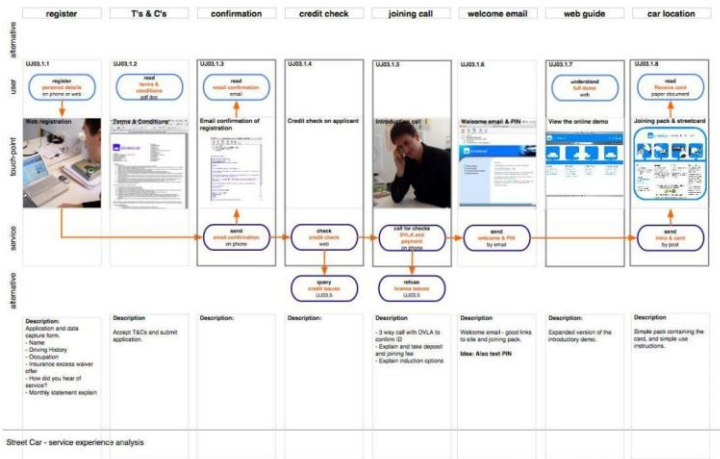 register
T's & C's
confirmation
credit check
joining call
welcome email
web guide
car location
alternative
user
touch-point
service
alternative
UJ03.1.1
register
personal details
on phone or web
UJ03.1.2
read
terms &
conditions
pdf doc
UJ03.1.3
read
email confirmation
email
UJ03.1.4
UJ03.1.5
UJ03.1.6
UJ03.1.7
understand
full demo
web
UJ03.1.8
read
Receive card
paper document
Web registration
Terms & Conditions
Email confirmation of
registration
Credit check on applicant
Introduction call
Welcome email & PIN
View the online demo
Joining pack & streetcard
send
email confirmation
on phone
check
credit check
web
call for checks
DVLA and
payment
on phone
send
welcome & PIN
by email
send
Intro & card
by post
query
credit issues
UJ03.5
refuse
license issues
UJ03.5
Description:
Application and data
capture form.
- Name
- Driving History
- Occupation
- Insurance excess waiver
offer
- How did you hear of
service?
- Monthly statement explain
Description
Accept T&Cs and submit
application.
Description:
Description:
Description
- 3 way call with DVLA to
confirm ID
- Explain and take deposit
and joining fee
- Explain induction options
Description
Welcome email - good links
to site and joining pack.
Idea: Also text PIN
Description:
Expanded version of the
introductory demo.
Description
Simple pack containing the
card, and simple use
instructions.
Street Car - service experience analysis